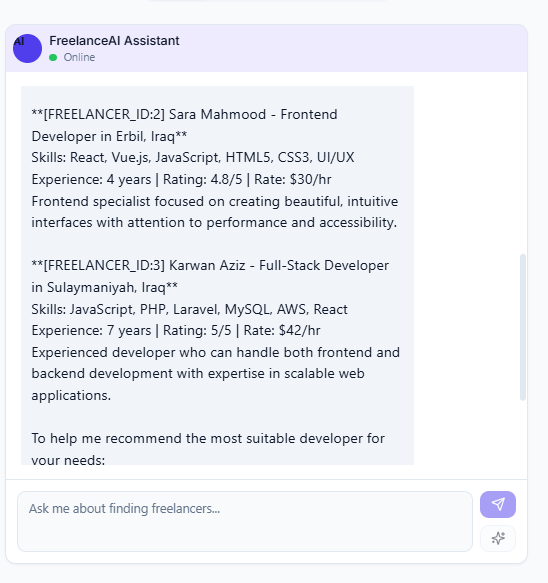 AI
FreelanceAI Assistant
Online
**[FREELANCER_ID:2] Sara Mahmood - Frontend
Developer in Erbil, Iraq**
Skills: React, Vue.js, JavaScript, HTML5, CSS3, UI/UX
Experience: 4 years | Rating: 4.8/5 | Rate: $30/hr
Frontend specialist focused on creating beautiful, intuitive
interfaces with attention to performance and accessibility.
**[FREELANCER_ID:3] Karwan Aziz - Full-Stack Developer
in Sulaymaniyah, Iraq**
Skills: JavaScript, PHP, Laravel, MySQL, AWS, React
Experience: 7 years | Rating: 5/5 | Rate: $42/hr
Experienced developer who can handle both frontend and
backend development with expertise in scalable web
applications.
To help me recommend the most suitable developer for
your needs:
Ask me about finding freelancers...